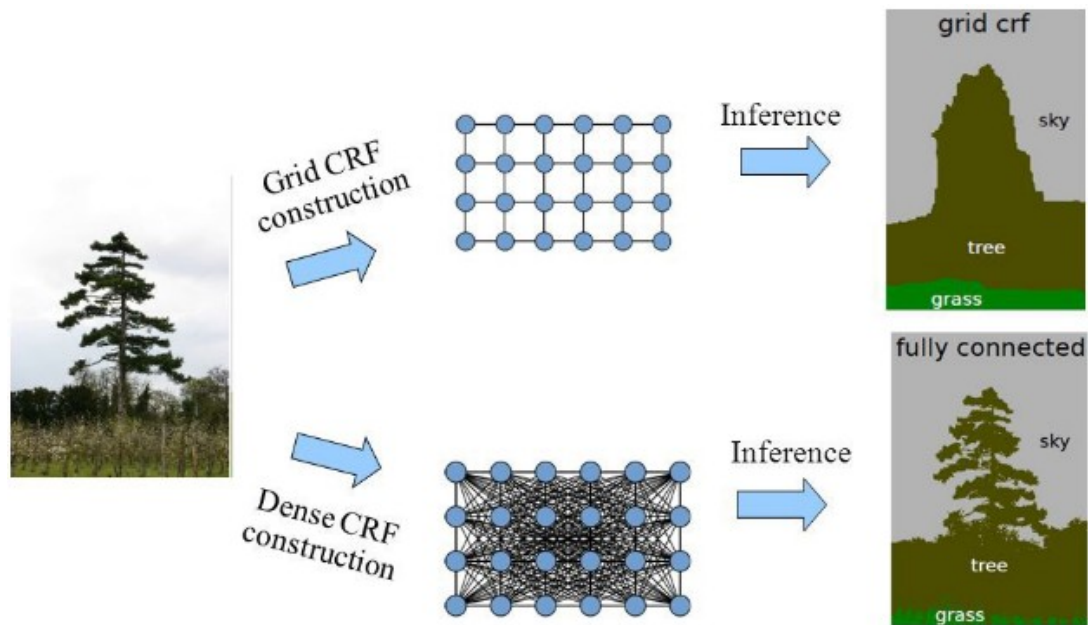 grid crf
Inference
Grid CRF
construction
sky
tree
grass
fully connected
Inference
sky
Dense CRF
construction
tree
grass